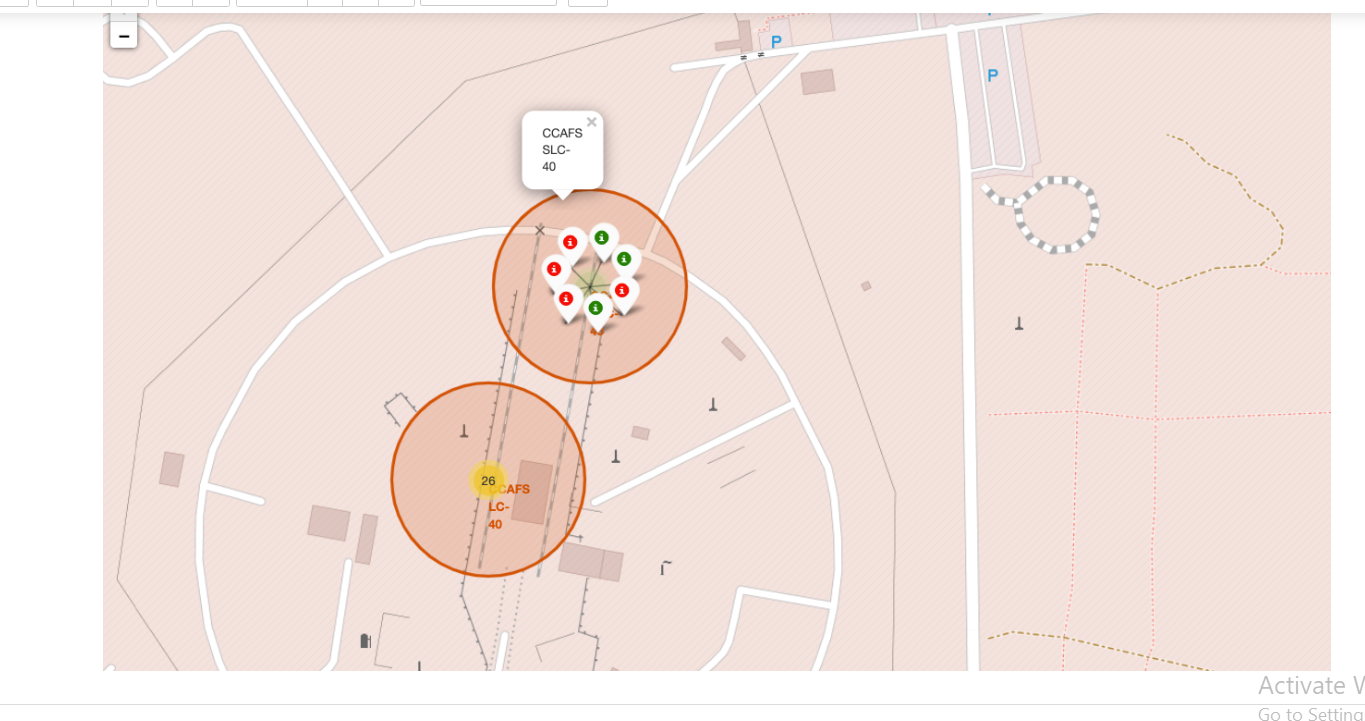 −
P
P
CCAFS
SLC-
40
26
CCAFS
LC-
40
Activate
Go to Setting